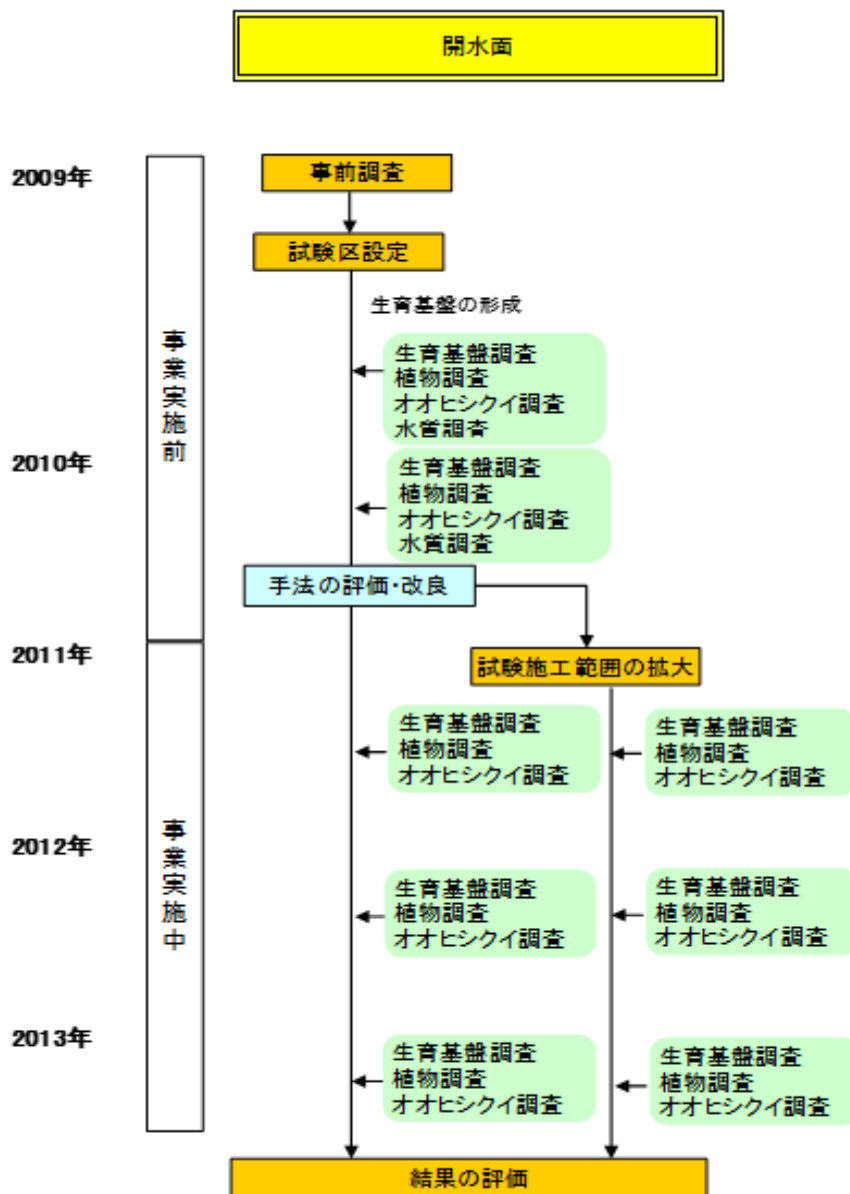 開水面
2009年
事前調査
試験区設定
生育基盤の形成
事業実施前
生育基盤調査
植物調査
オオヒシクイ調査
水質調査
2010年
生育基盤調査
植物調査
オオヒシクイ調査
水質調査
手法の評価・改良
2011年
試験施工範囲の拡大
生育基盤調査
植物調査
オオヒシクイ調査
生育基盤調査
植物調査
オオヒシクイ調査
事業実施中
2012年
生育基盤調査
植物調査
オオヒシクイ調査
生育基盤調査
植物調査
オオヒシクイ調査
2013年
生育基盤調査
植物調査
オオヒシクイ調査
生育基盤調査
植物調査
オオヒシクイ調査
結果の評価